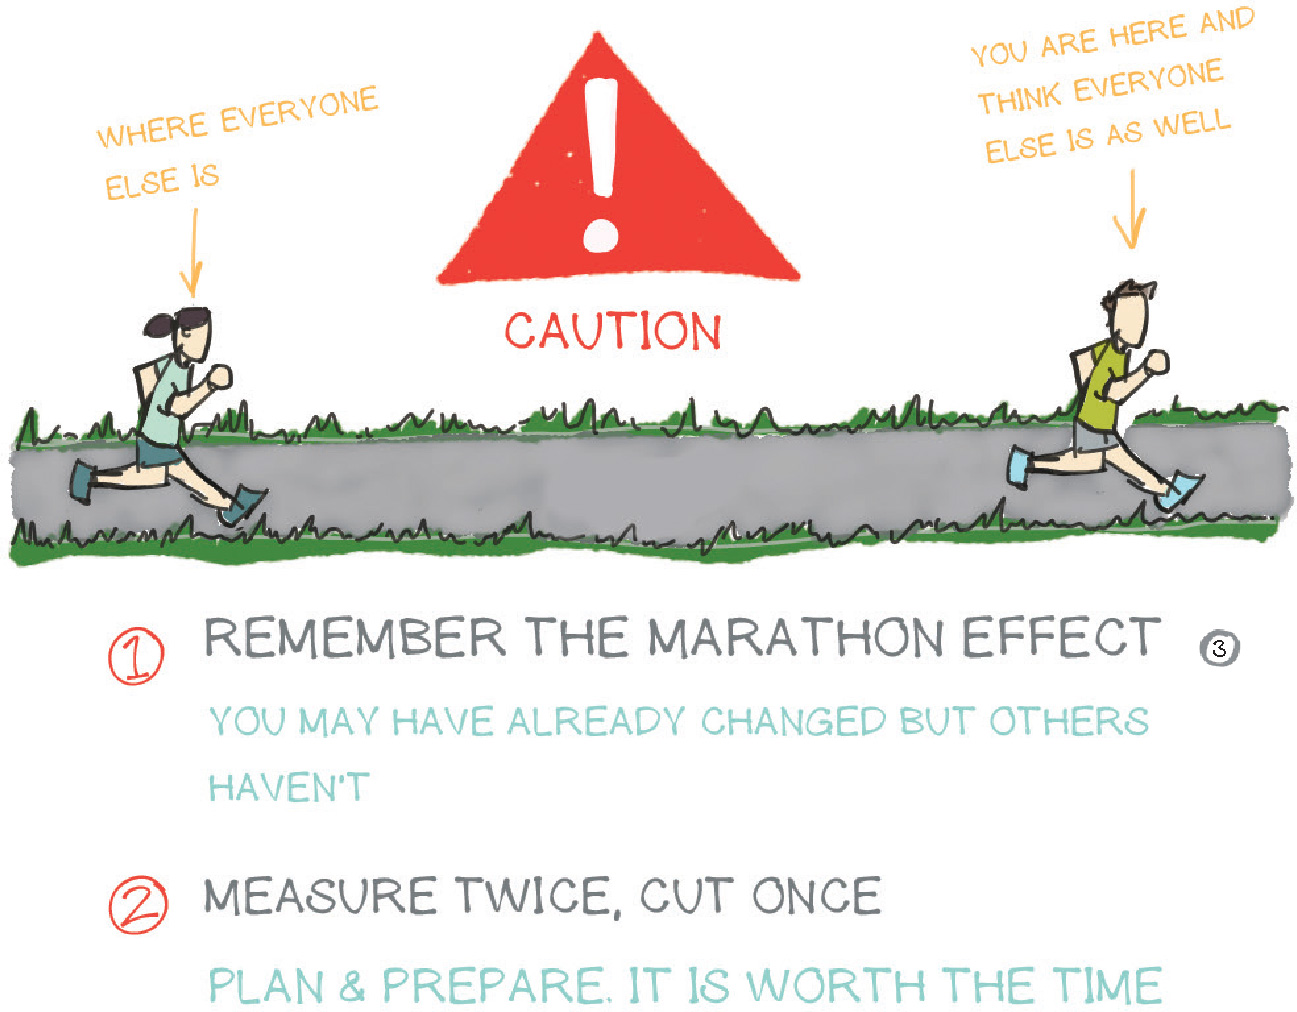 WHERE EVERYONE
ELSE IS
YOU ARE HERE AND
THINK EVERYONE
ELSE IS AS WELL
!
CAUTION
1 REMEMBER THE MARATHON EFFECT 3
YOU MAY HAVE ALREADY CHANGED BUT OTHERS
HAVEN'T
2 MEASURE TWICE, CUT ONCE
PLAN & PREPARE. IT IS WORTH THE TIME